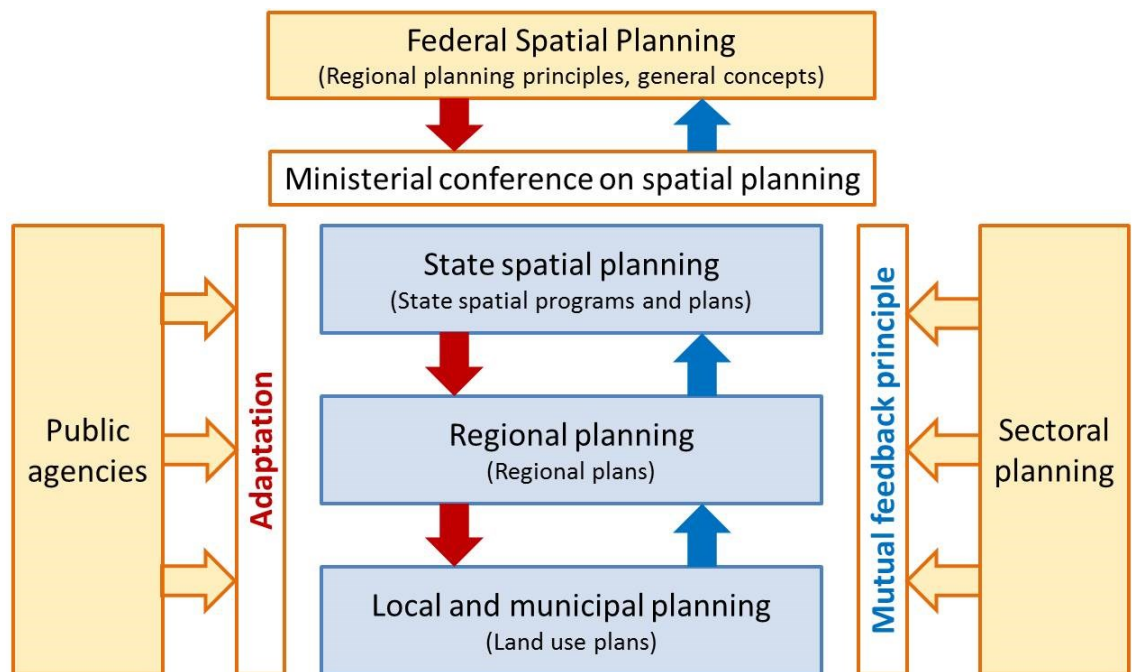 Federal Spatial Planning
(Regional planning principles, general concepts)
Ministerial conference on spatial planning
Public
agencies
Adaptation
State spatial planning
(State spatial programs and plans)
Regional planning
(Regional plans)
Local and municipal planning
(Land use plans)
Mutual feedback principle
Sectoral
planning